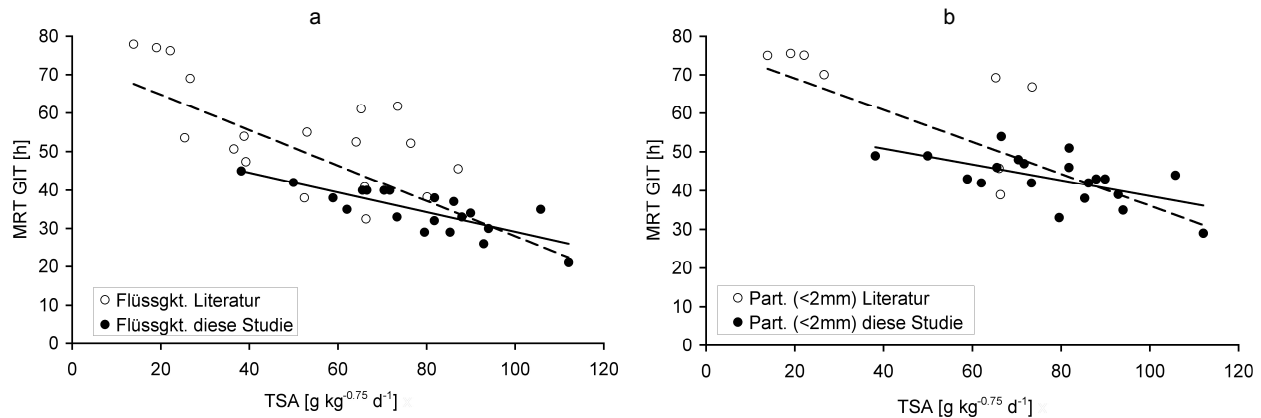 a
MRT GIT [h]
80
70
60
50
40
30
20
10
0
0 20 40 60 80 100 120
TSA [g kg-0.75 d-1]
Flüssgkt. Literatur
Flüssgkt. diese Studie
b
MRT GIT [h]
80
70
60
50
40
30
20
10
0
0 20 40 60 80 100 120
TSA [g kg-0.75 d-1]
Part. (<2mm) Literatur
Part. (<2mm) diese Studie